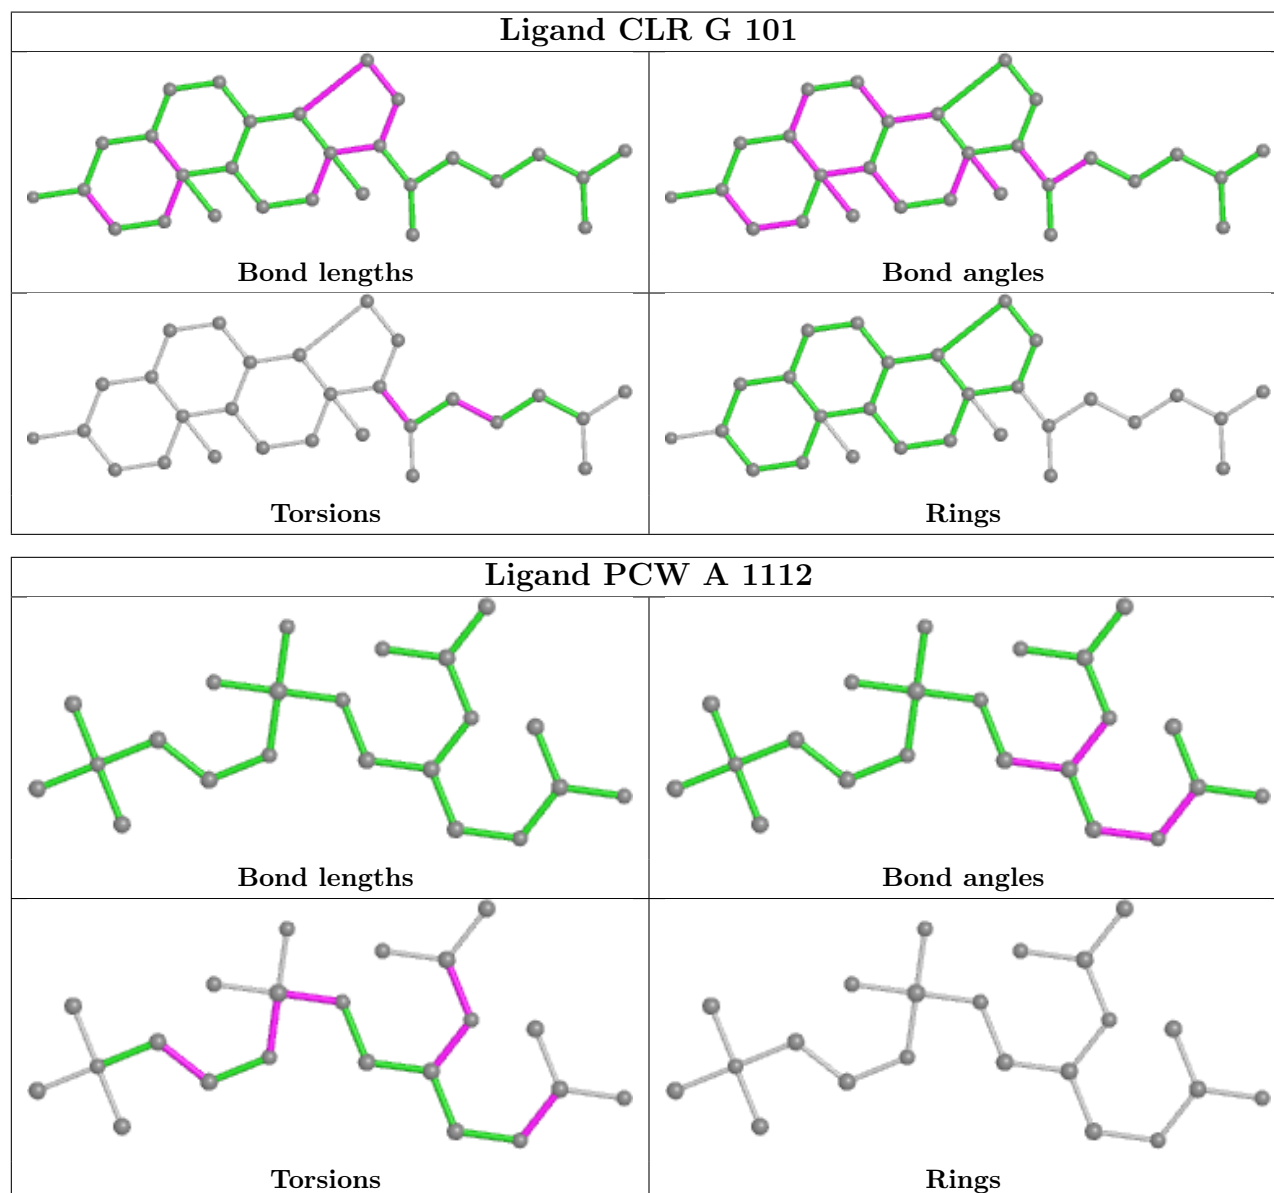 Ligand CLR G 101
Bond lengths
Bond angles
Torsions
Rings
Ligand PCW A 1112
Bond lengths
Bond angles
Torsions
Rings